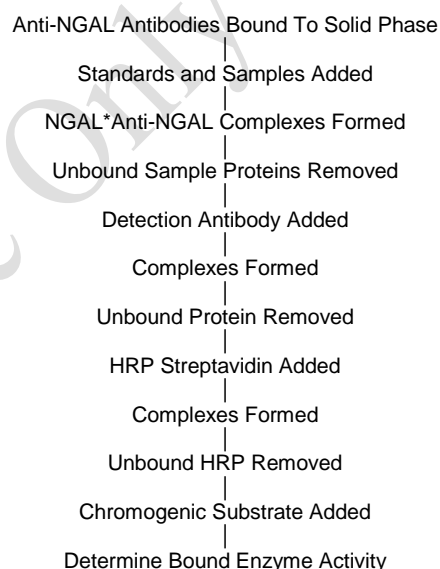 Anti-NGAL Antibodies Bound To Solid Phase
Standards and Samples Added
NGAL*Anti-NGAL Complexes Formed
Unbound Sample Proteins Removed
Detection Antibody Added
Complexes Formed
Unbound Protein Removed
HRP Streptavidin Added
Complexes Formed
Unbound HRP Removed
Chromogenic Substrate Added
Determine Bound Enzyme Activity
Only